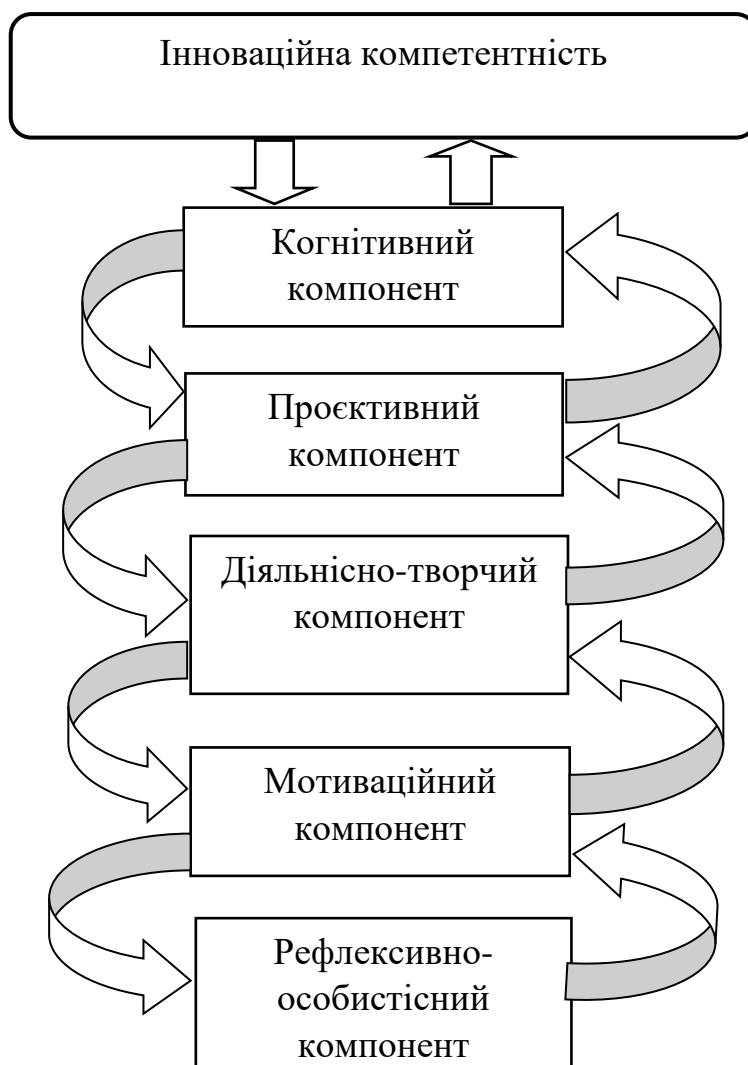 Інноваційна компетентність
Когнітивний
компонент
Проєктивний
компонент
Діяльнісно-творчий
компонент
Мотиваційний
компонент
Рефлексивно-
особистісний
компонент